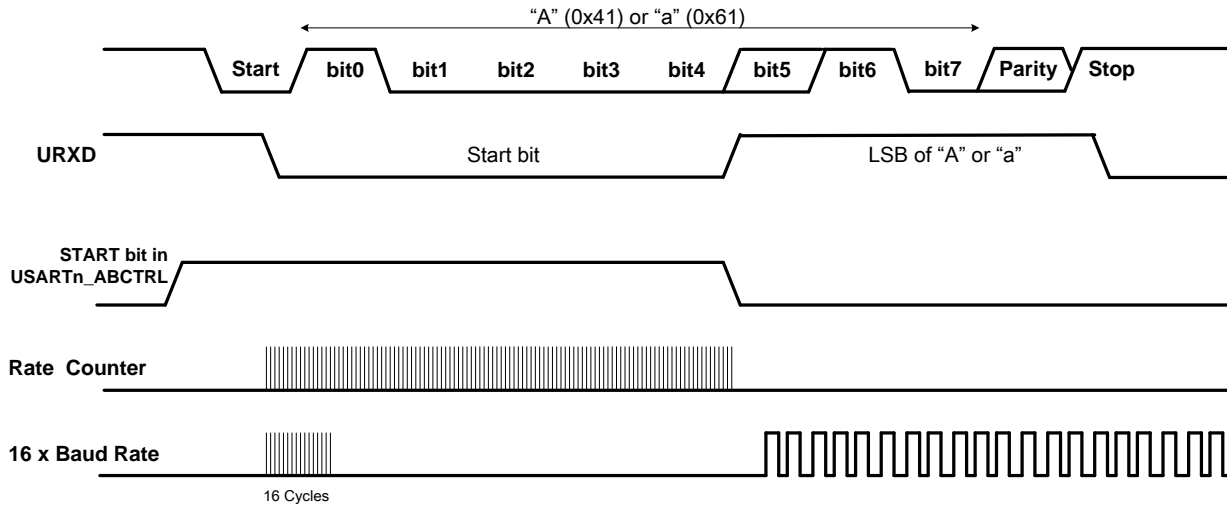 “A” (0x41) or “a” (0x61)
Start bit0 bit1 bit2 bit3 bit4 bit5 bit6 bit7 Parity Stop
URXD
Start bit
LSB of “A” or “a”
START bit in
USARTn_ABCTRL
Rate Counter
16 x Baud Rate
16 Cycles